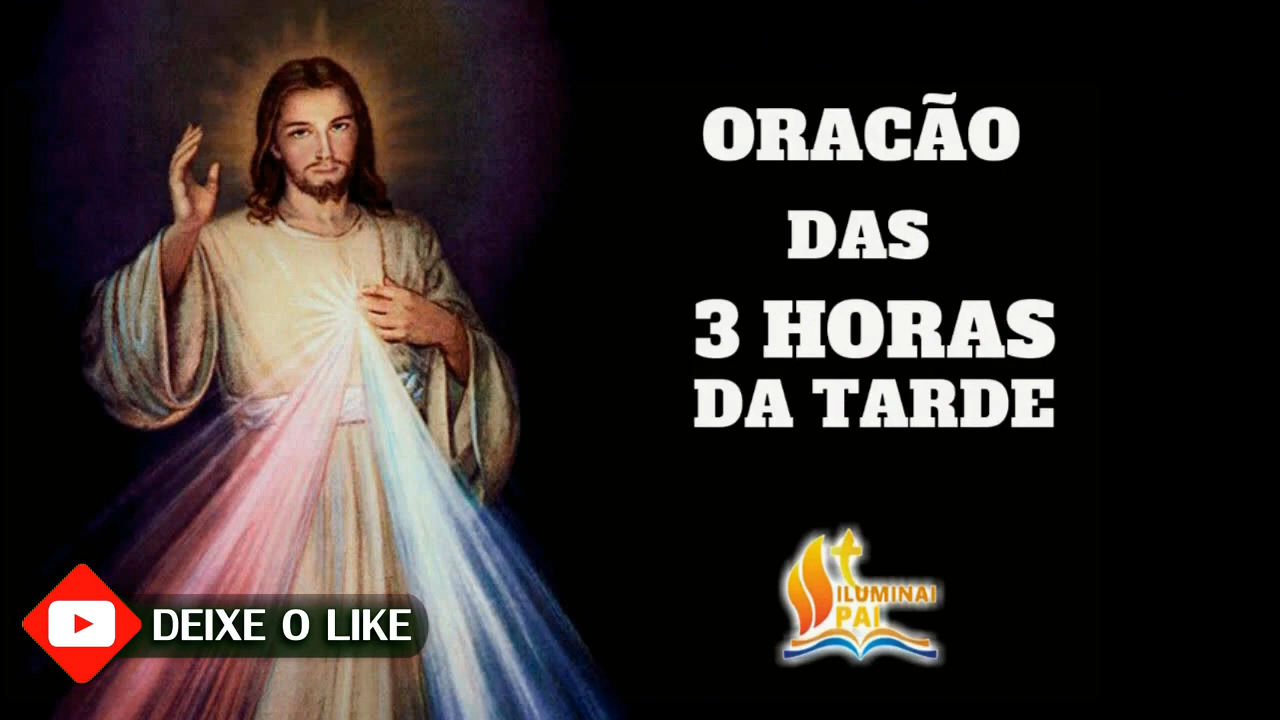 ORACÃO
DAS
3 HORAS
DA TARDE
ILUMINAI
PAI
DEIXE O LIKE